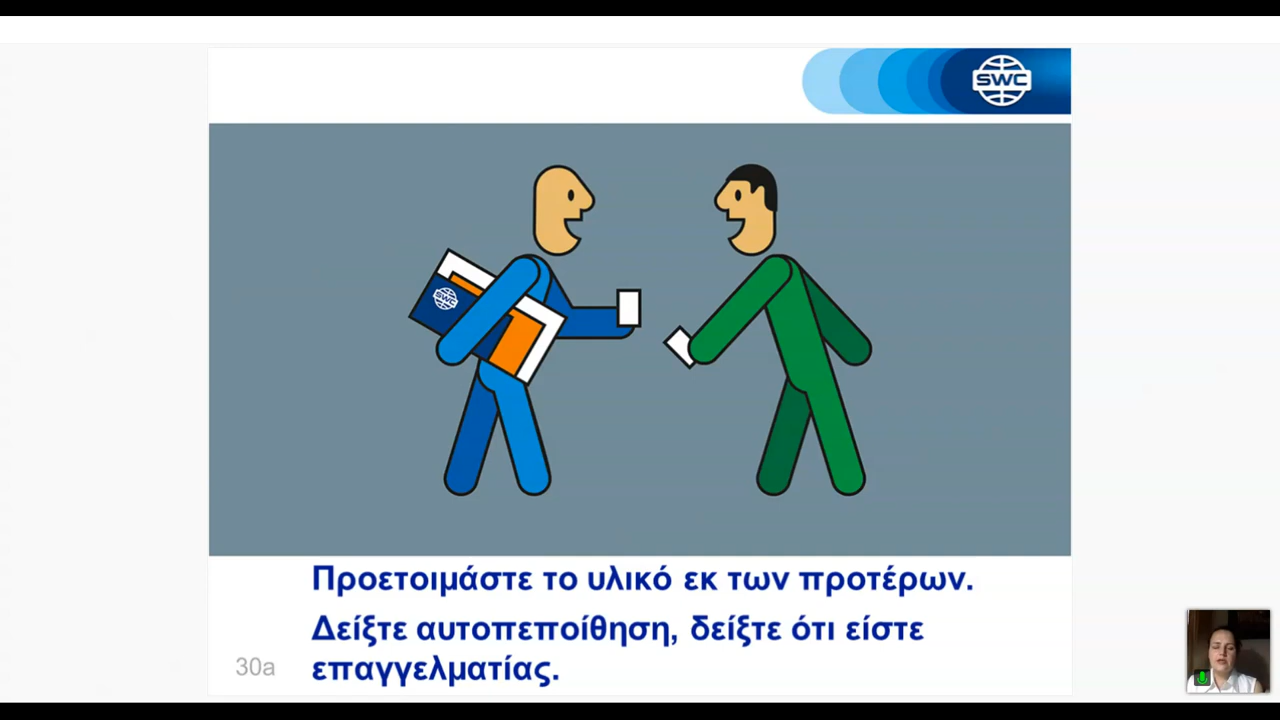 SWC
SWC
Προετοιμάστε το υλικό εκ των προτέρων.
Δείξτε αυτοπεποίθηση, δείξτε ότι είστε
επαγγελματίας.
30a